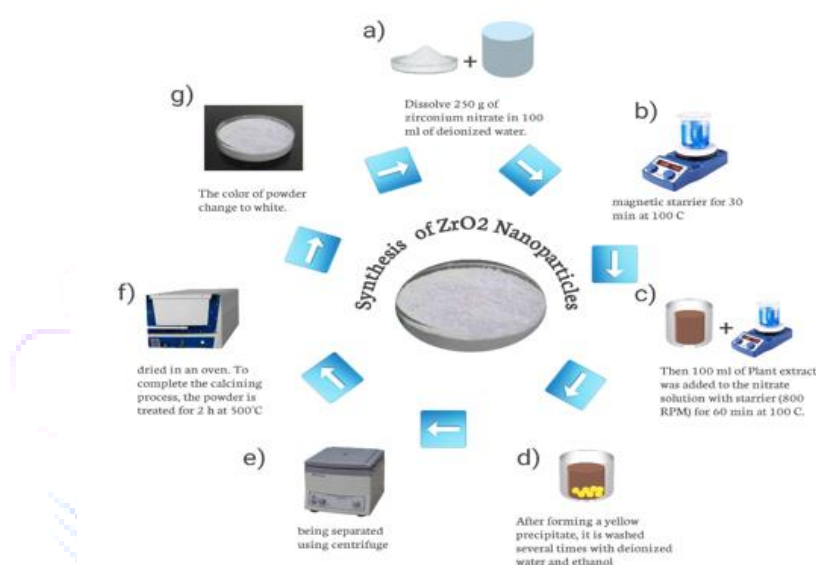 a)
Dissolve 250 g of
zirconium nitrate in 100
ml of deionized water.
b)
magnetic starrier for 30
min at 100 C
c)
Then 100 ml of Plant extract
was added to the nitrate
solution with starrier (800
RPM) for 60 min at 100 C.
d)
After forming a yellow
precipitate, it is washed
several times with deionized
water and ethanol
e)
being separated
using centrifuge
f)
dried in an oven. To
complete the calcining
process, the powder is
treated for 2 h at 500°C
g)
The color of powder
change to white.
Synthesis of ZrO2 Nanoparticles